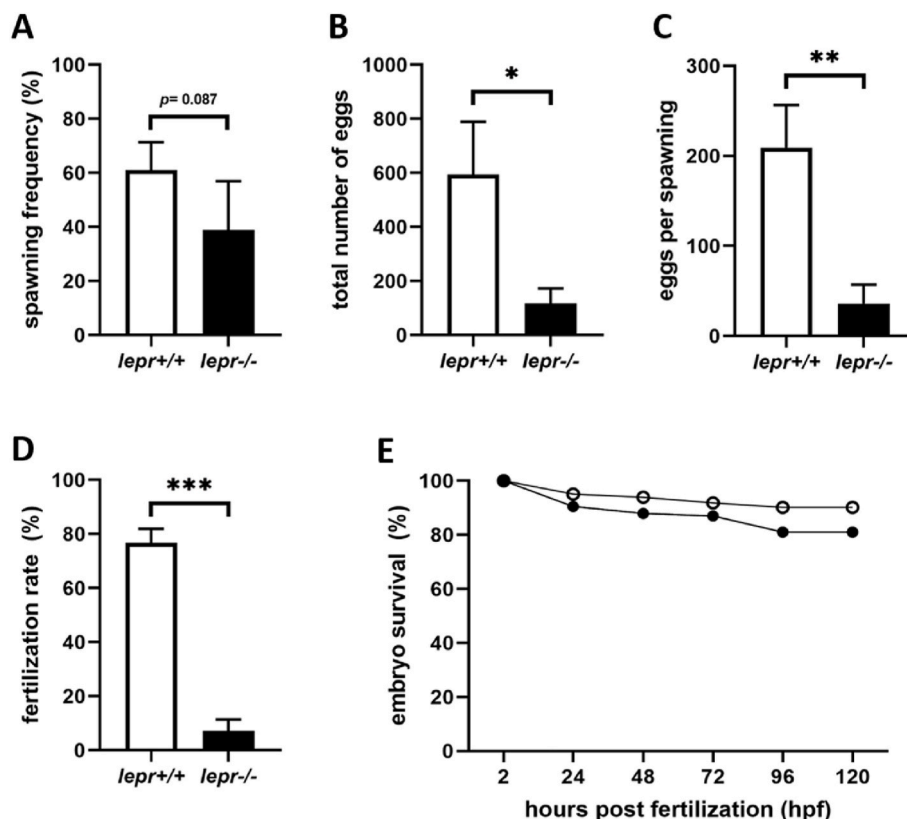 A
spawning frequency (%)
100
80
60
40
20
0
p= 0.087
lepr+/+ lepr-/-
B
total number of eggs
1000
800
600
400
200
0
*
lepr+/+ lepr-/-
C
eggs per spawning
300
200
100
0
**
lepr+/+ lepr-/-
D
fertilization rate (%)
100
80
60
40
20
0
***
lepr+/+ lepr-/-
E
embryo survival (%)
100
80
60
40
20
0
2 24 48 72 96 120
hours post fertilization (hpf)